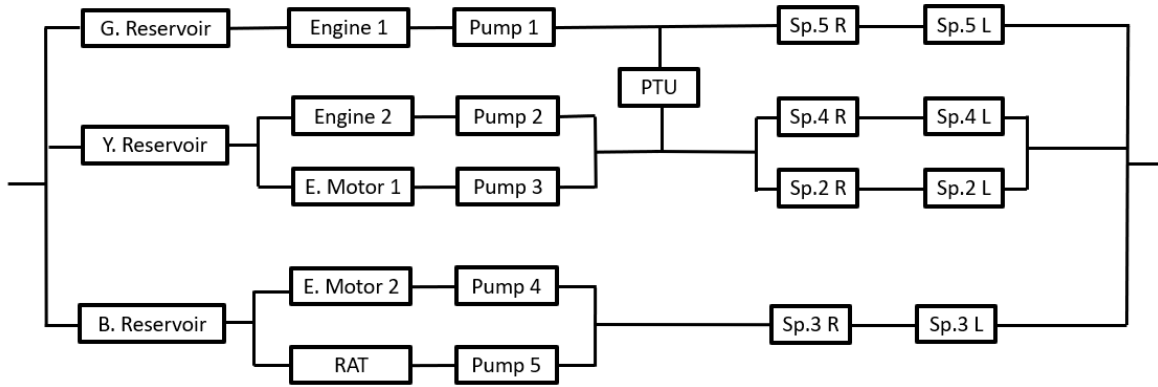 G. Reservoir
Engine 1
Pump 1
Sp.5 R
Sp.5 L
PTU
Y. Reservoir
Engine 2
Pump 2
Sp.4 R
Sp.4 L
E. Motor 1
Pump 3
Sp.2 R
Sp.2 L
B. Reservoir
E. Motor 2
Pump 4
Sp.3 R
Sp.3 L
RAT
Pump 5